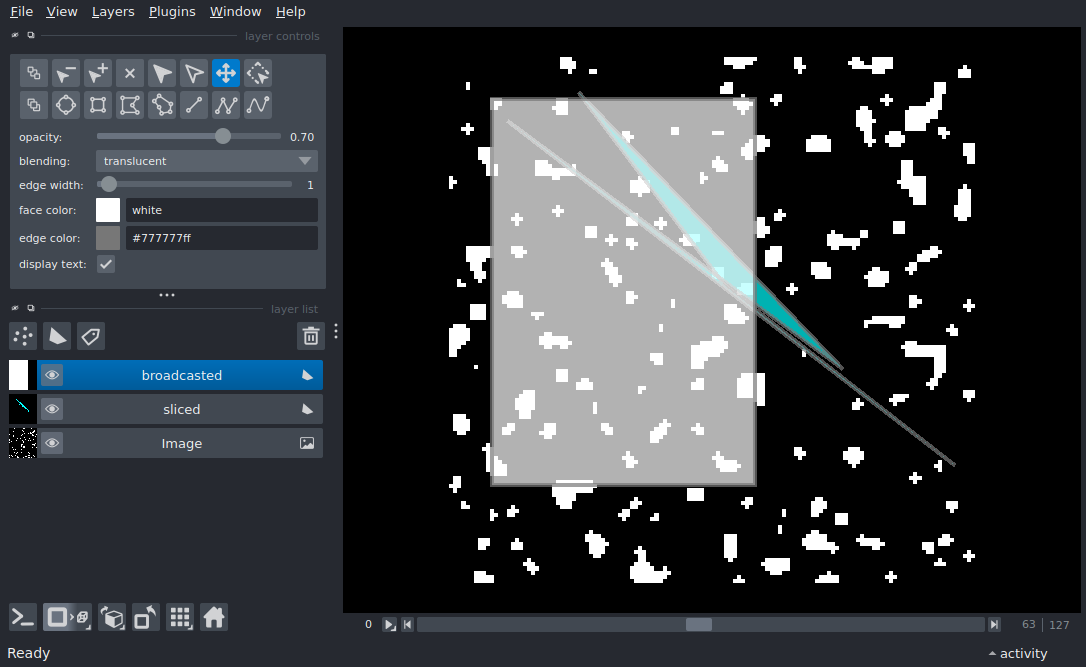 File View Layers Plugins Window Help
layer controls
opacity: 0.70
blending: translucent
edge width: 1
face color: white
edge color: #777777ff
display text:
layer list
broadcasted
sliced
Image
0 63 127
Ready activity